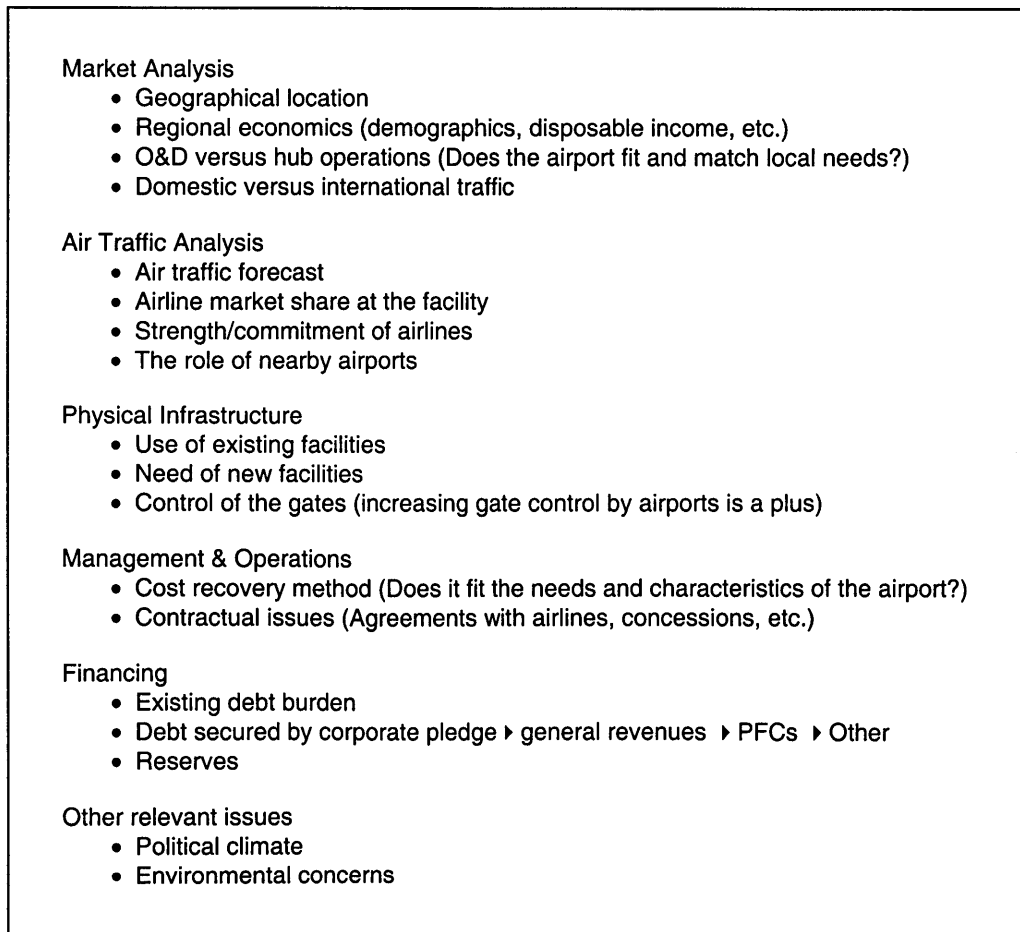 Market Analysis
• Geographical location
• Regional economics (demographics, disposable income, etc.)
• O&D versus hub operations (Does the airport fit and match local needs?)
• Domestic versus international traffic
Air Traffic Analysis
• Air traffic forecast
• Airline market share at the facility
• Strength/commitment of airlines
• The role of nearby airports
Physical Infrastructure
• Use of existing facilities
• Need of new facilities
• Control of the gates (increasing gate control by airports is a plus)
Management & Operations
• Cost recovery method (Does it fit the needs and characteristics of the airport?)
• Contractual issues (Agreements with airlines, concessions, etc.)
Financing
• Existing debt burden
• Debt secured by corporate pledge ▸ general revenues ▸ PFCs ▸ Other
• Reserves
Other relevant issues
• Political climate
• Environmental concerns